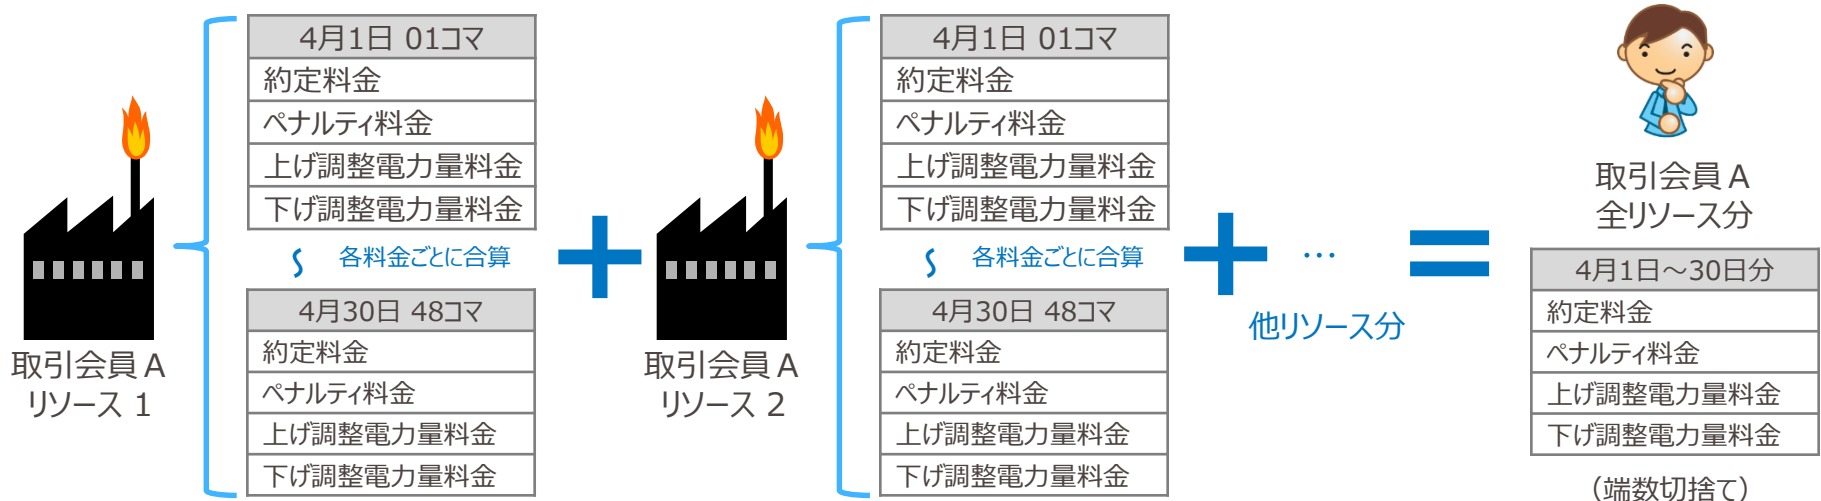 4月1日 01コマ
約定料金
ペナルティ料金
上げ調整電力量料金
下げ調整電力量料金
各料金ごとに合算
4月30日 48コマ
約定料金
ペナルティ料金
上げ調整電力量料金
下げ調整電力量料金
取引会員A
リソース 1
+
4月1日 01コマ
約定料金
ペナルティ料金
上げ調整電力量料金
下げ調整電力量料金
各料金ごとに合算
4月30日 48コマ
約定料金
ペナルティ料金
上げ調整電力量料金
下げ調整電力量料金
取引会員A
リソース 2
+
…
他リソース分
=
取引会員A
全リソース分
4月1日～30日分
約定料金
ペナルティ料金
上げ調整電力量料金
下げ調整電力量料金
(端数切捨て)